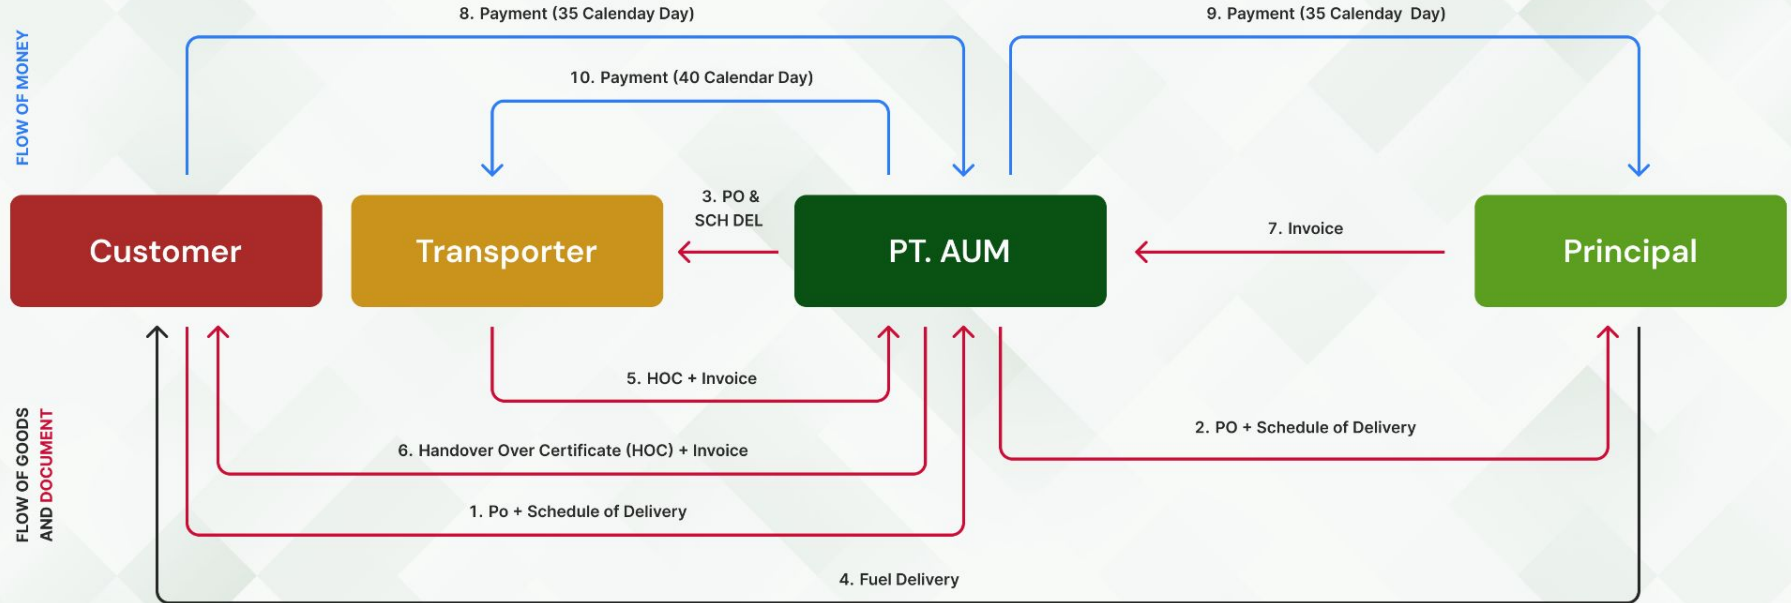 8. Payment (35 Calenday Day)
9. Payment (35 Calenday Day)
FLOW OF MONEY
10. Payment (40 Calendar Day)
3. PO &
SCH DEL
7. Invoice
Customer
Transporter
PT. AUM
Principal
5. HOC + Invoice
2. PO + Schedule of Delivery
6. Handover Over Certificate (HOC) + Invoice
FLOW OF GOODS
AND DOCUMENT
1. Po + Schedule of Delivery
4. Fuel Delivery